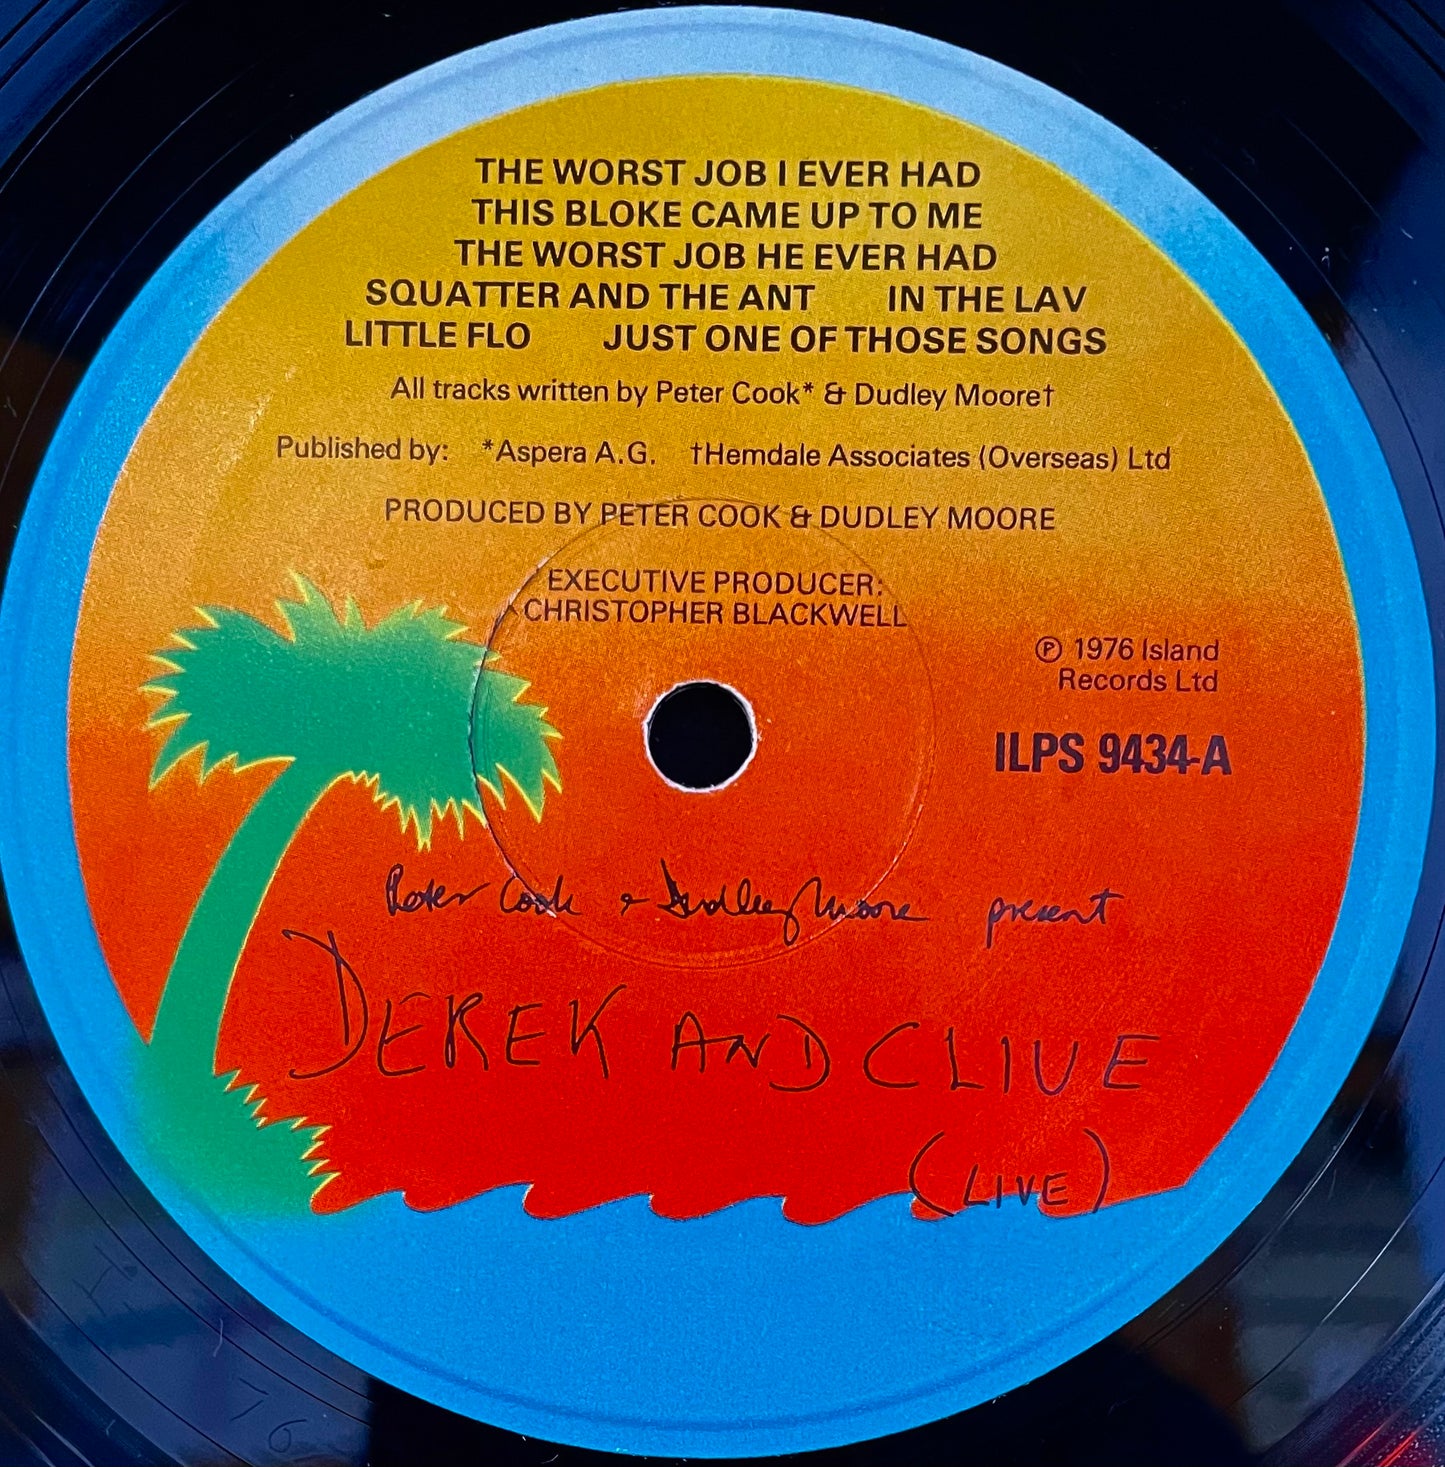 THE WORST JOB I EVER HAD
THIS BLOKE CAME UP TO ME
THE WORST JOB HE EVER HAD
SQUATTER AND THE ANT IN THE LAV
LITTLE FLO JUST ONE OF THOSE SONGS
All tracks written by Peter Cook* & Dudley Moore†
Published by: *Aspera A.G. †Hemdale Associates (Overseas) Ltd
PRODUCED BY PETER COOK & DUDLEY MOORE
EXECUTIVE PRODUCER:
CHRISTOPHER BLACKWELL
℗ 1976 Island
Records Ltd
ILPS 9434-A
Peter Cook + Dudley Moore present
DEREK AND CLIVE
(LIVE)
76